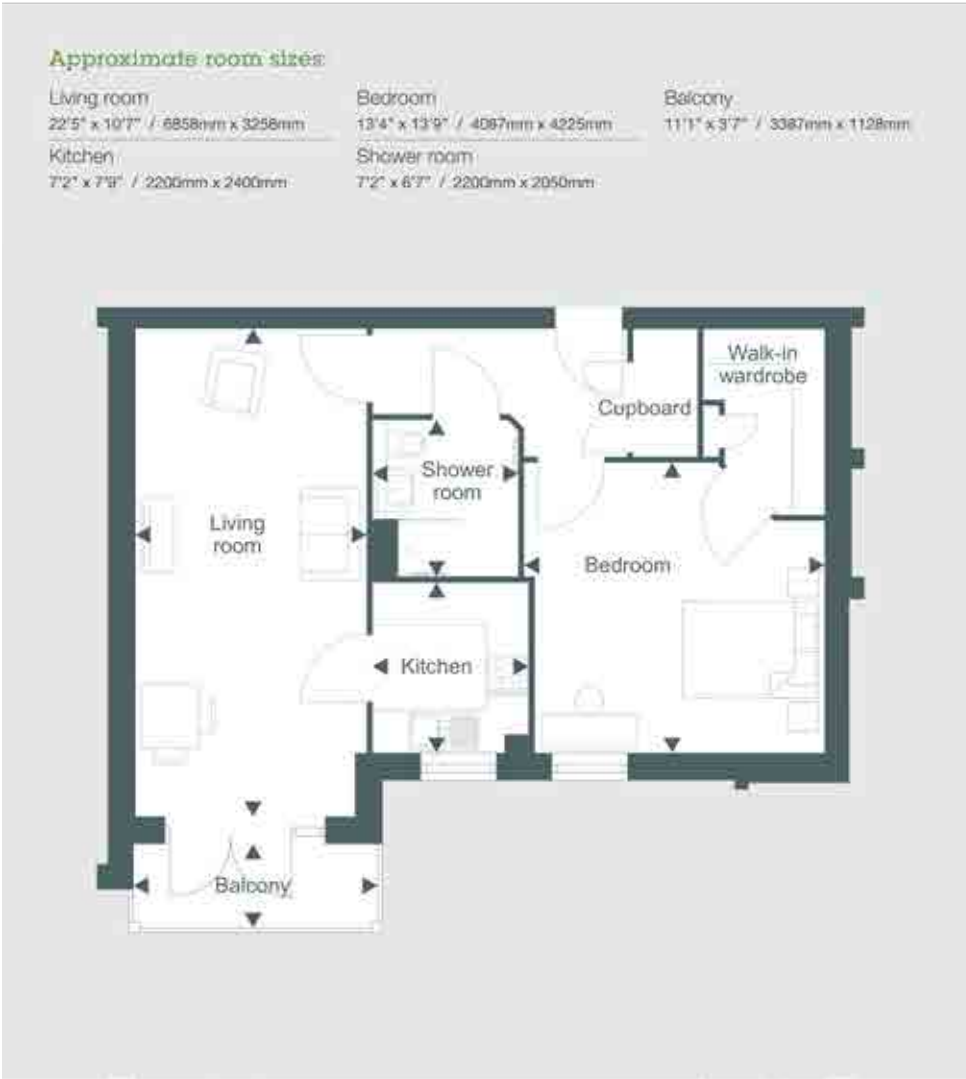 Approximate room sizes
Living room
22'5" x 10'7" / 6858mm x 3258mm
Kitchen
7'2" x 7'9" / 2200mm x 2400mm
Bedroom
13'4" x 13'9" / 4087mm x 4225mm
Shower room
7'2" x 6'7" / 2200mm x 2050mm
Balcony
11'1" x 3'7" / 3387mm x 1128mm
Walk-in
wardrobe
Cupboard
Shower
room
Living
room
Bedroom
Kitchen
Balcony